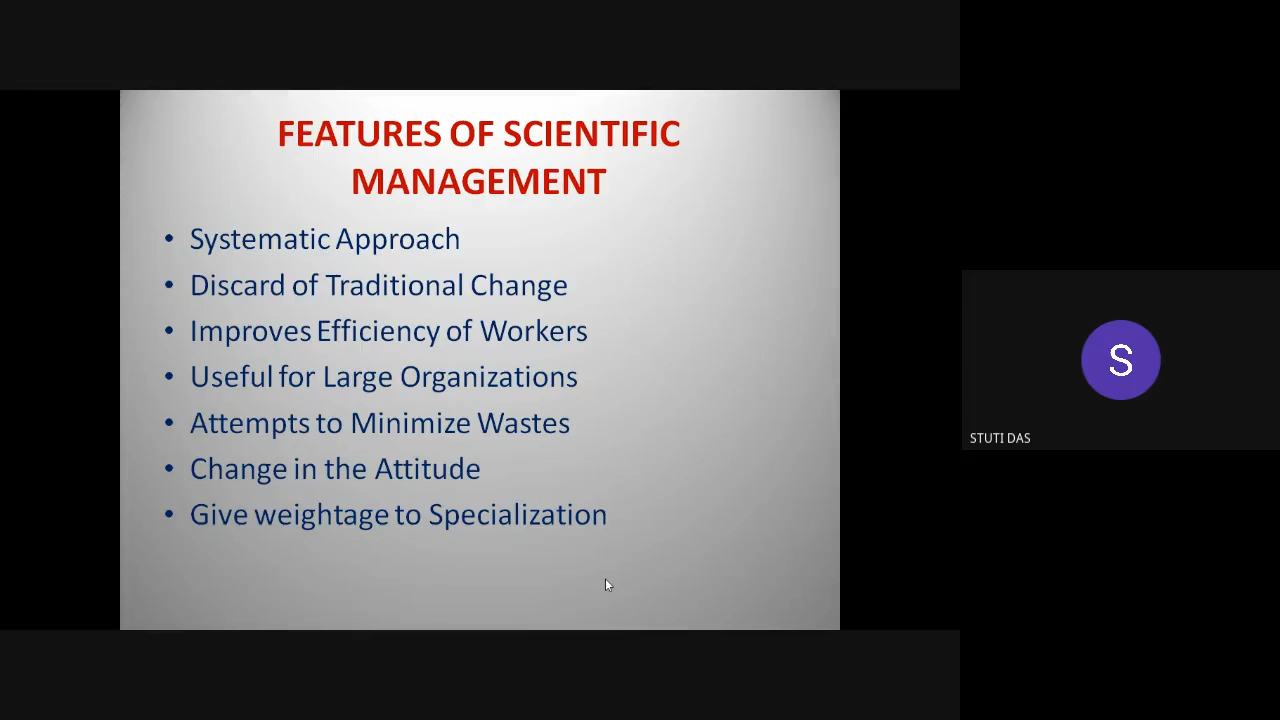 FEATURES OF SCIENTIFIC
MANAGEMENT
• Systematic Approach
• Discard of Traditional Change
• Improves Efficiency of Workers
• Useful for Large Organizations
• Attempts to Minimize Wastes
• Change in the Attitude
• Give weightage to Specialization
S
STUTI DAS